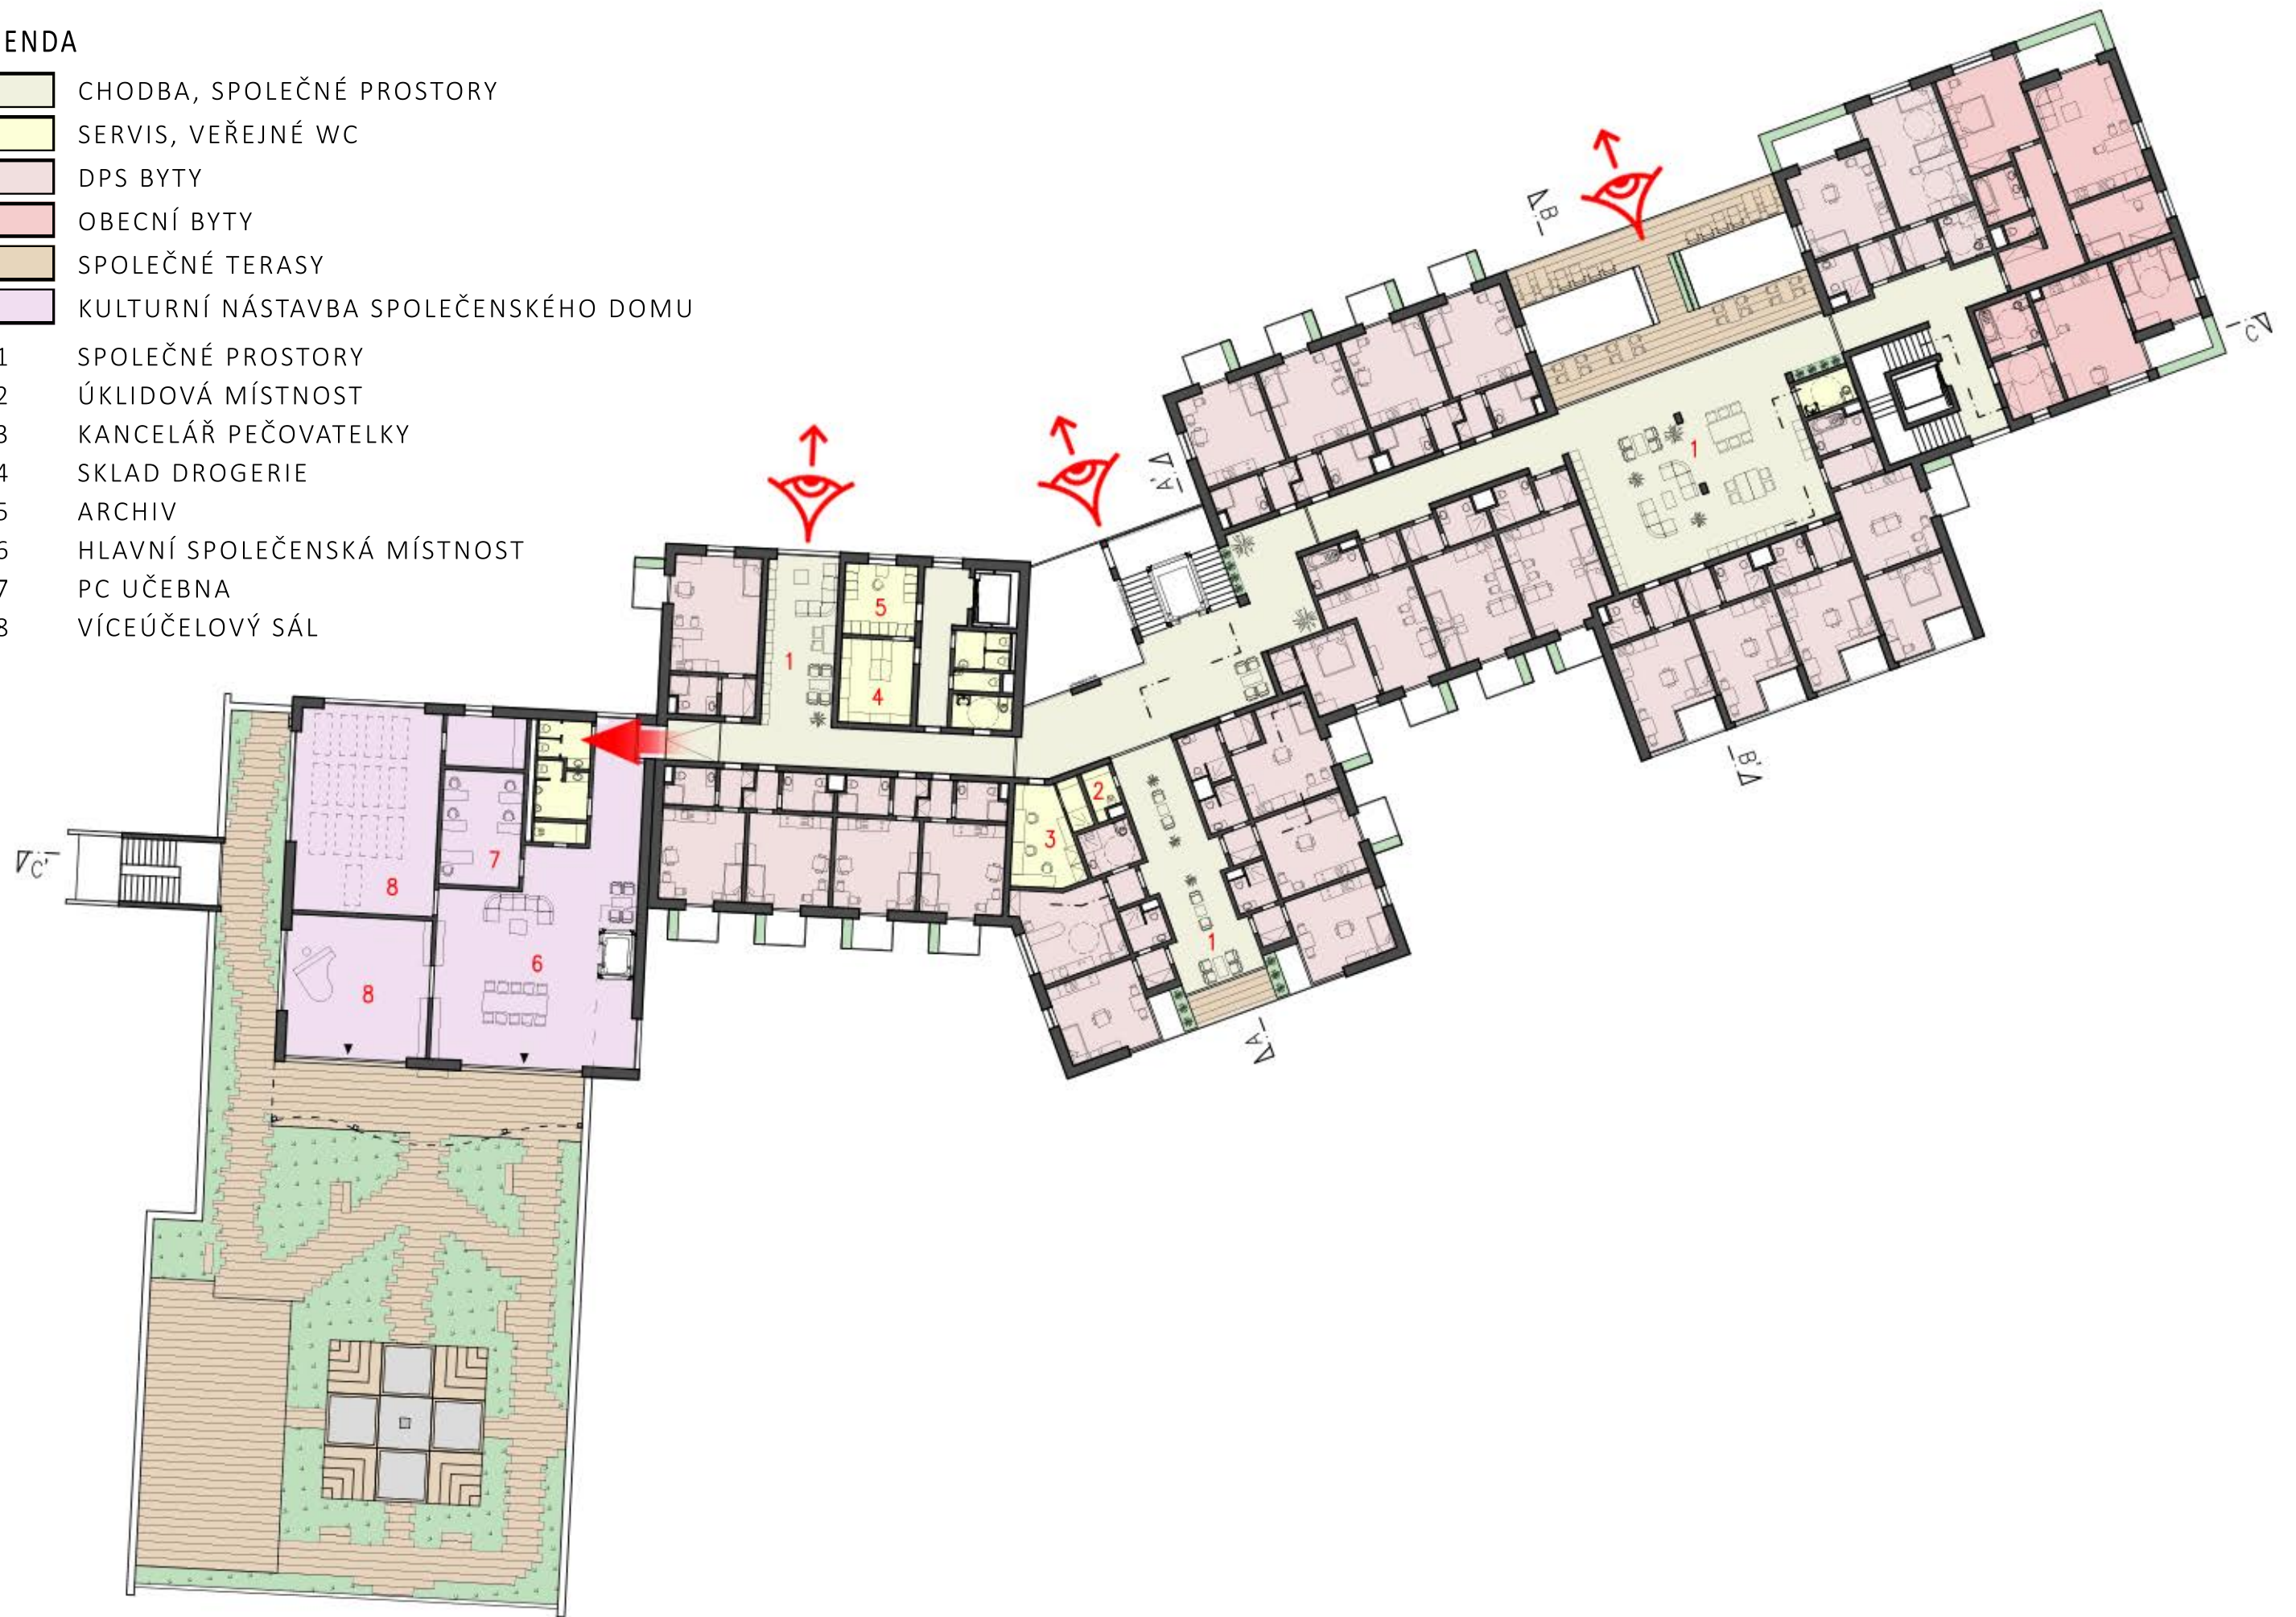 ENDA
CHODBA, SPOLEČNÉ PROSTORY
SERVIS, VEŘEJNÉ WC
DPS BYTY
OBECNÍ BYTY
SPOLEČNÉ TERASY
KULTURNÍ NÁSTAVBA SPOLEČENSKÉHO DOMU
1 SPOLEČNÉ PROSTORY
2 ÚKLIDOVÁ MÍSTNOST
3 KANCELÁŘ PEČOVATELKY
4 SKLAD DROGERIE
5 ARCHIV
6 HLAVNÍ SPOLEČENSKÁ MÍSTNOST
7 PC UČEBNA
8 VÍCEÚČELOVÝ SÁL
B
C
1
A'
5
1
4
2
B'
3
C'
7
8
1
6
8
A